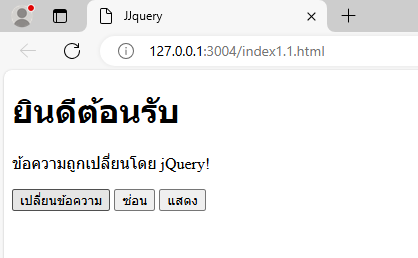 JJquery
127.0.0.1:3004/index1.1.html
ยินดีต้อนรับ
ข้อความถูกเปลี่ยนโดย jQuery!
เปลี่ยนข้อความ ซ่อน แสดง